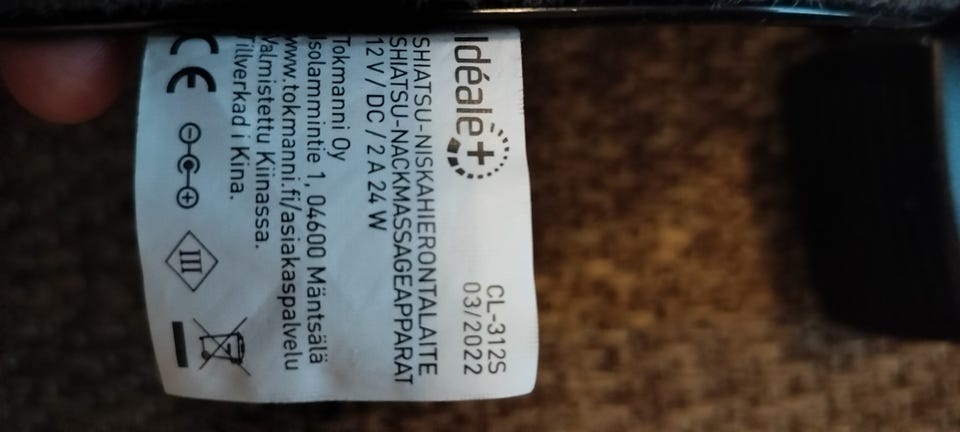 Idéale+
CL-312S
03/2022
SHIATSU-NISKAHIERONTALAITE
SHIATSU-NACKMASSAGEAPPARAT
12 V / DC / 2 A 24 W
Tokmanni Oy
Isolammintie 1, 04600 Mäntsälä
www.tokmanni.fi/asiakaspalvelu
Valmistettu Kiinassa.
Tillverkad i Kina.
CE
III